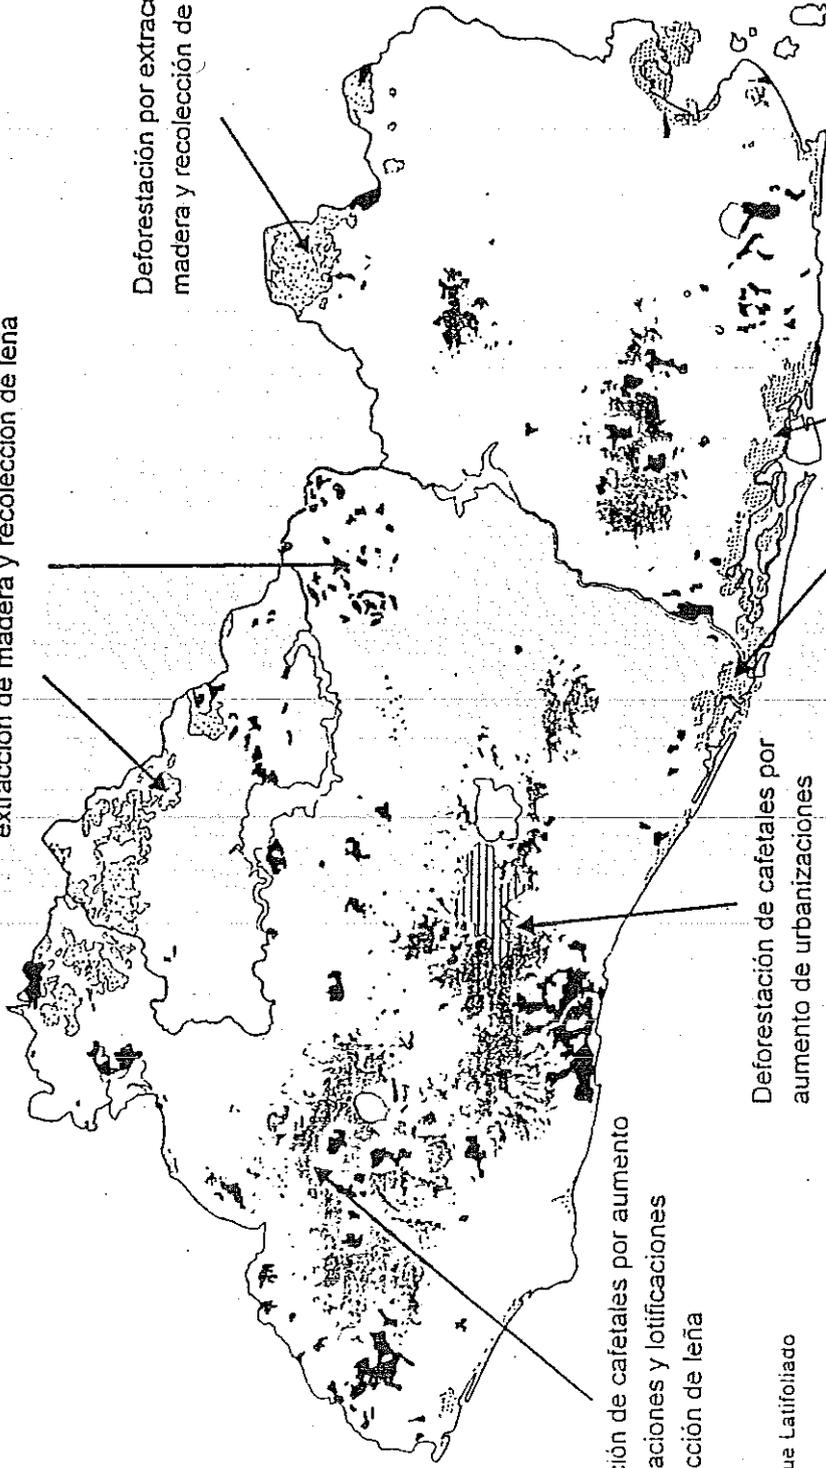 extracción de madera y recolección de leña
Deforestación por extracc
madera y recolección de
Deforestación de cafetales por
aumento de urbanizaciones
ción de cafetales por aumento
aciones y lotificaciones
cción de leña
ue Latifoliado